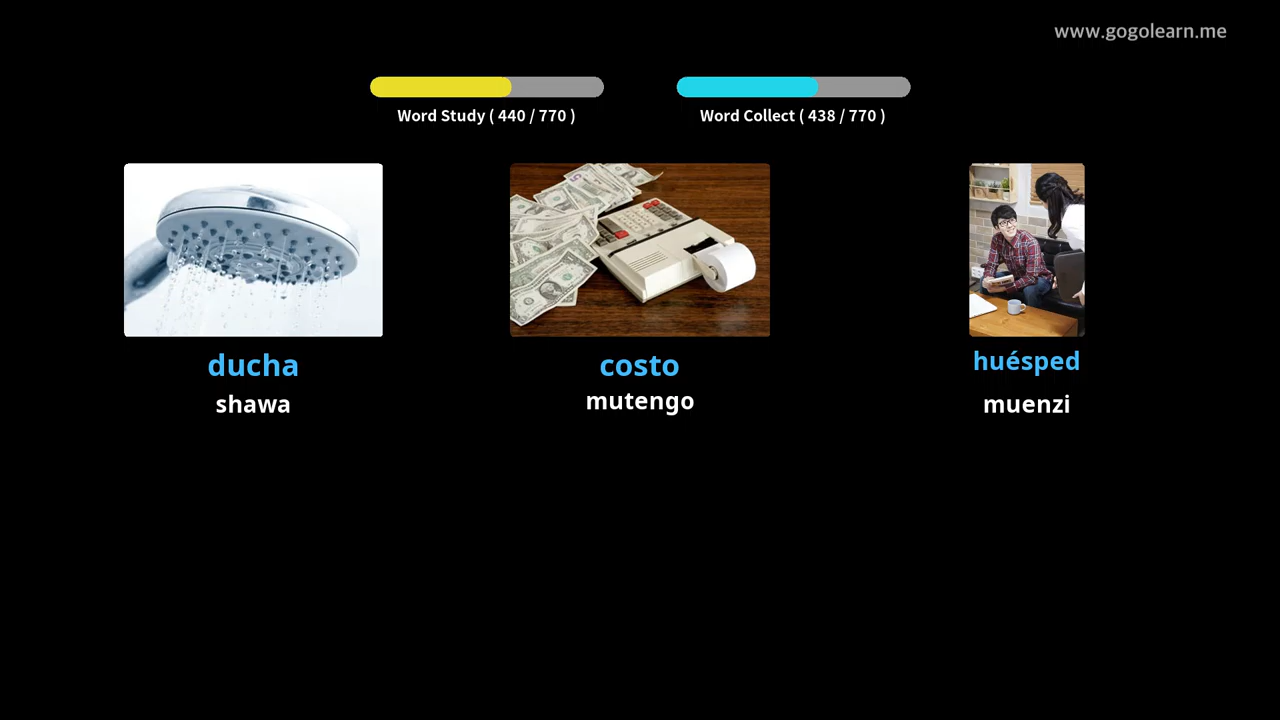 www.gogolearn.me
Word Study ( 440 / 770 )
Word Collect ( 438 / 770 )
ducha
shawa
costo
mutengo
huésped
muenzi